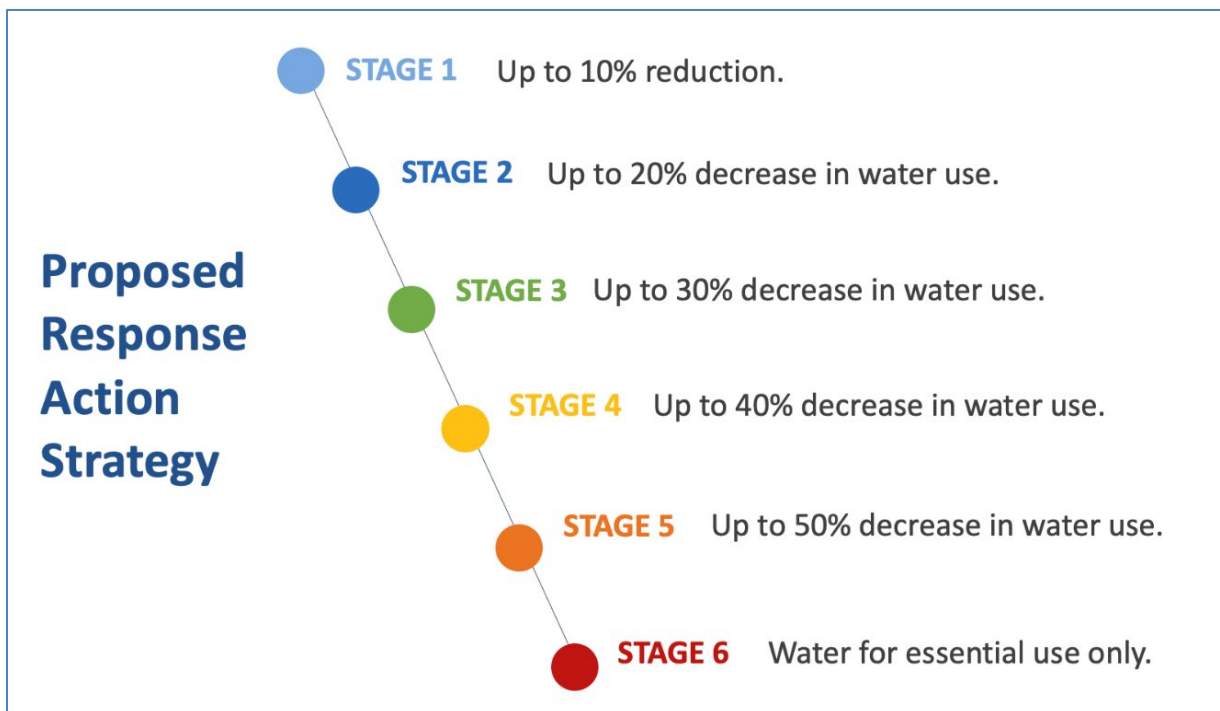 STAGE 1 Up to 10% reduction.
STAGE 2 Up to 20% decrease in water use.
Proposed
Response
Action
Strategy
STAGE 3 Up to 30% decrease in water use.
STAGE 4 Up to 40% decrease in water use.
STAGE 5 Up to 50% decrease in water use.
STAGE 6 Water for essential use only.